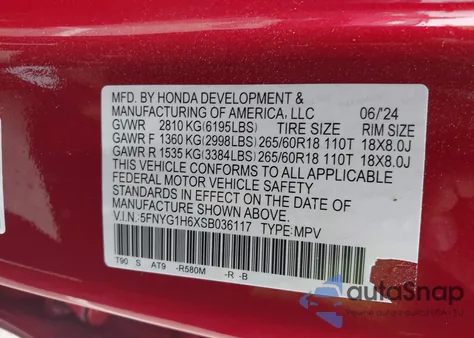 MFD. BY HONDA DEVELOPMENT &
MANUFACTURING OF AMERICA, LLC 06/'24
GVWR 2810 KG(6195LBS) TIRE SIZE RIM SIZE
GAWR F 1360 KG(2998LBS) 265/60R18 110T 18X8.0J
GAWR R 1535 KG(3384LBS) 265/60R18 110T 18X8.0J
THIS VEHICLE CONFORMS TO ALL APPLICABLE
FEDERAL MOTOR VEHICLE SAFETY
STANDARDS IN EFFECT ON THE DATE OF
MANUFACTURE SHOWN ABOVE.
V.I.N.: 5FNYG1H6XSB036117 TYPE: MPV
T90 S AT9 -R580M -R -B
autoSnap